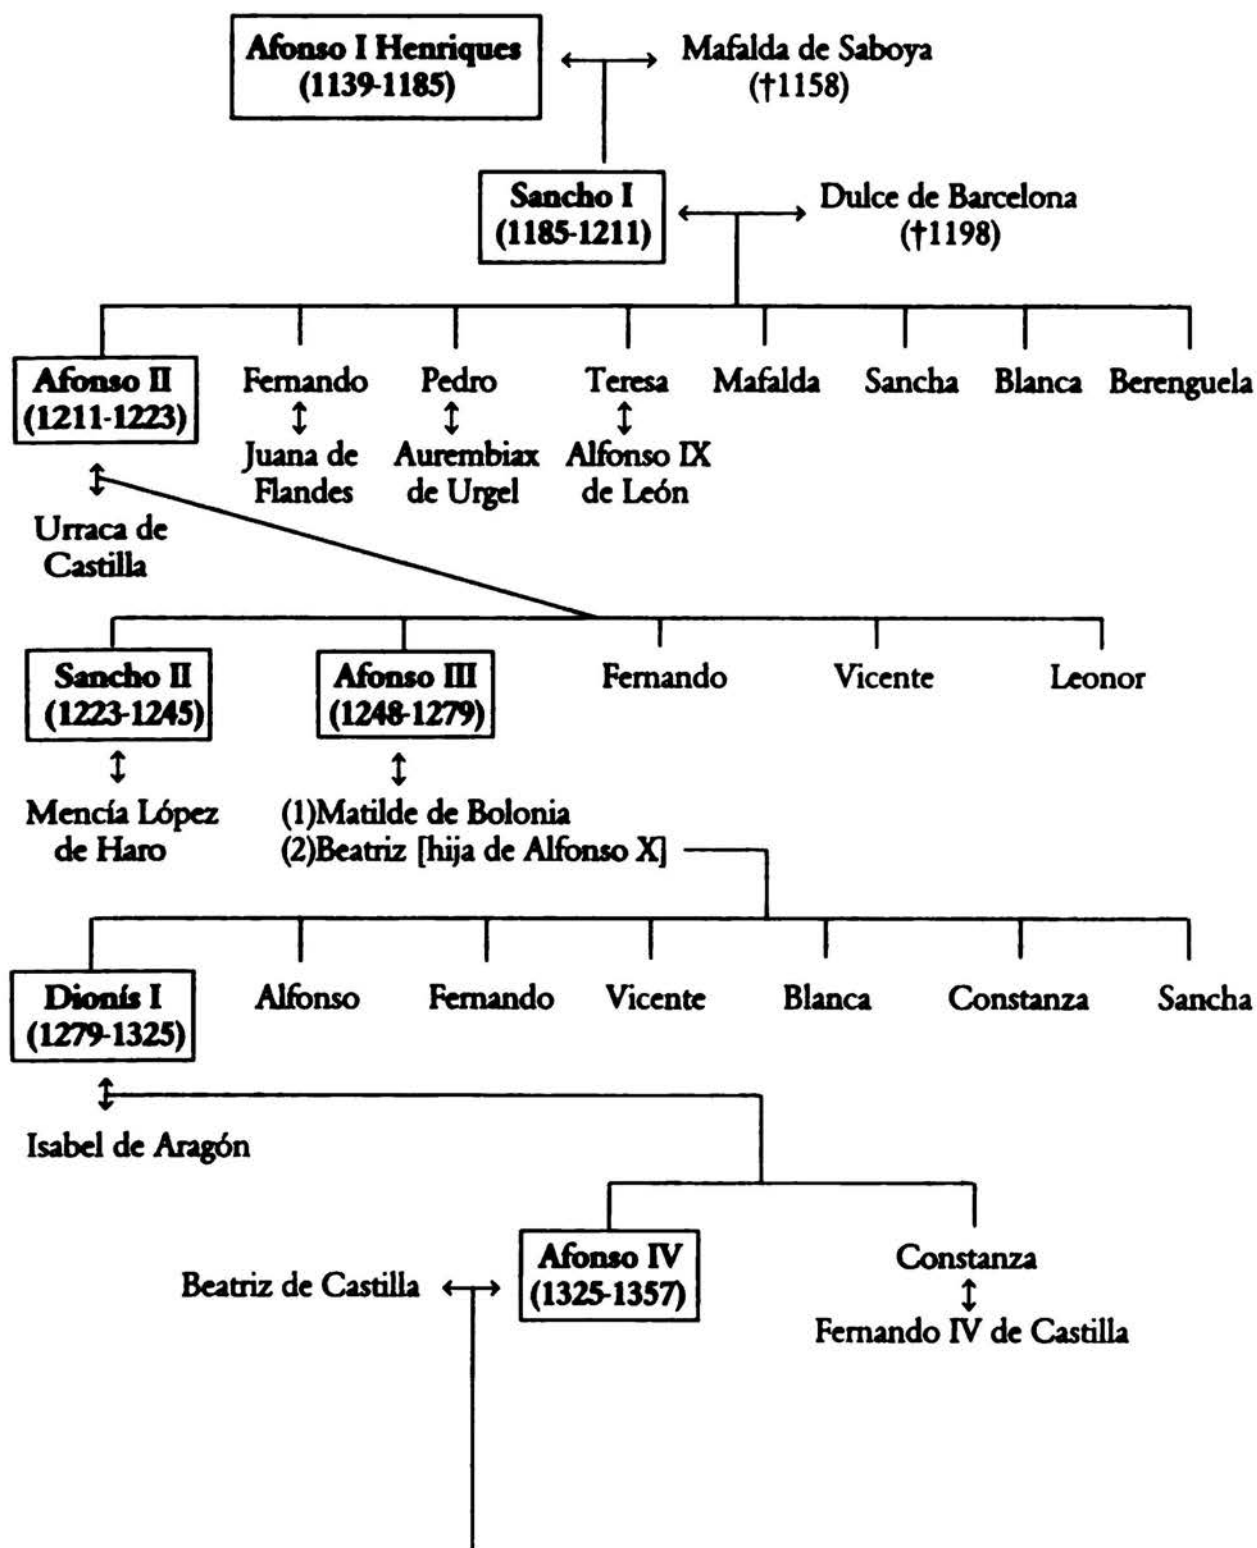 Afonso I Henriques
(1139-1185)
Mafalda de Saboya
(†1158)
Sancho I
(1185-1211)
Dulce de Barcelona
(†1198)
Afonso II
(1211-1223)
Fernando
Pedro
Teresa
Mafalda
Sancha
Blanca
Berenguela
Juana de
Flandes
Aurembiax
de Urgel
Alfonso IX
de León
Urraca de
Castilla
Sancho II
(1223-1245)
Afonso III
(1248-1279)
Fernando
Vicente
Leonor
Mencía López
de Haro
(1)Matilde de Bolonia
(2)Beatriz [hija de Alfonso X]
Dionís I
(1279-1325)
Alfonso
Fernando
Vicente
Blanca
Constanza
Sancha
Isabel de Aragón
Beatriz de Castilla
Afonso IV
(1325-1357)
Constanza
Fernando IV de Castilla